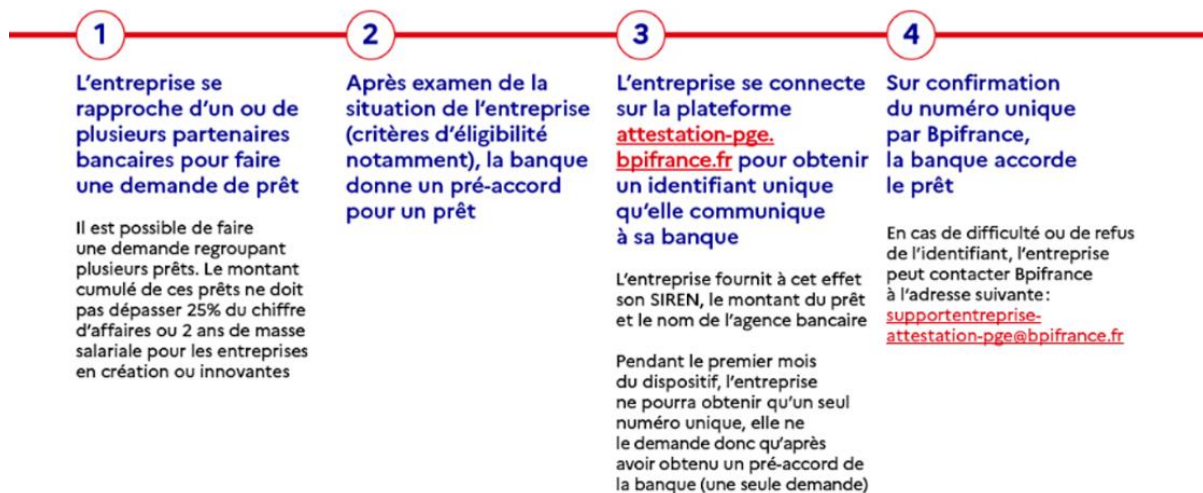 1
L'entreprise se
rapproche d'un ou de
plusieurs partenaires
bancaires pour faire
une demande de prêt
Il est possible de faire
une demande regroupant
plusieurs prêts. Le montant
cumulé de ces prêts ne doit
pas dépasser 25% du chiffre
d'affaires ou 2 ans de masse
salariale pour les entreprises
en création ou innovantes
2
Après examen de la
situation de l'entreprise
(critères d'éligibilité
notamment), la banque
donne un pré-accord
pour un prêt
3
L'entreprise se connecte
sur la plateforme
attestation-pge.
bpifrance.fr pour obtenir
un identifiant unique
qu'elle communique
à sa banque
L'entreprise fournit à cet effet
son SIREN, le montant du prêt
et le nom de l'agence bancaire
Pendant le premier mois
du dispositif, l'entreprise
ne pourra obtenir qu'un seul
numéro unique, elle ne
le demande donc qu'après
avoir obtenu un pré-accord de
la banque (une seule demande)
4
Sur confirmation
du numéro unique
par Bpifrance,
la banque accorde
le prêt
En cas de difficulté ou de refus
de l'identifiant, l'entreprise
peut contacter Bpifrance
à l'adresse suivante:
supportentreprise-
attestation-pge@bpifrance.fr